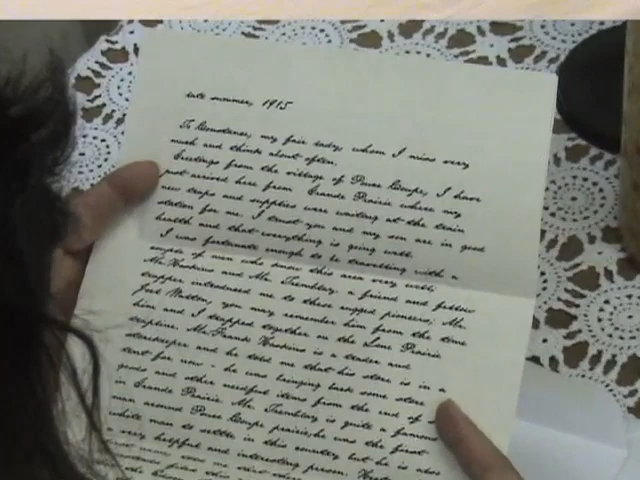 late summer, 1915
To Constance, my fair lady, whom I miss very
much and think about often.
Greetings from the village of Pouce Coupe, I have
just arrived here from Grande Prairie where my
new traps and supplies were waiting at the train
station for me. I trust you and my son are in good
health and that everything is going well.
I was fortunate enough to be travelling with a
couple of men who know this area very well,
Mr. Haskins and Mr. Tremblay, a friend and fellow
trapper introduced me to these rugged pioneers, Mr.
you may remember him from the time
him and I trapped together on the Lone Prairie
trapline. Mr. Frank Haskins is a trader and
storekeeper and he told me that his store is in a
tent for now - he was bringing back some store
goods and other needful items from the end of
in Grande Prairie. Mr. Tremblay is quite a famous
man around Pouce Coupe prairie, he was the first
white man to settle in this country but he is also
a very helpful and interesting person.